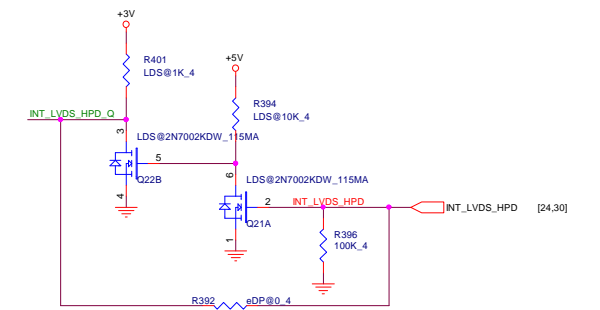 +3V
R401
LDS@1K_4
+5V
R394
LDS@10K_4
INT_LVDS_HPD_Q
3
LDS@2N7002KDW_115MA
5
Q22B
4
6
LDS@2N7002KDW_115MA
2
INT_LVDS_HPD
INT_LVDS_HPD [24,30]
Q21A
1
R396
100K_4
R392 eDP@0_4